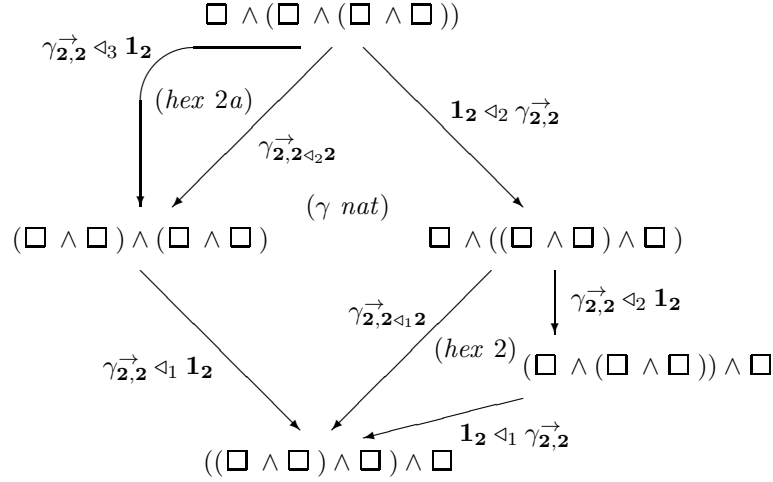 □ ∧ (□ ∧ (□ ∧ □))
γ→2,2 ◁3 12
(hex 2a)
12 ◁2 γ→2,2
γ→2,2◁22
(γ nat)
(□ ∧ □) ∧ (□ ∧ □)
□ ∧ ((□ ∧ □) ∧ □)
γ→2,2◁12
γ→2,2 ◁2 12
γ→2,2 ◁1 12
(hex 2)
(□ ∧ (□ ∧ □)) ∧ □
12 ◁1 γ→2,2
((□ ∧ □) ∧ □) ∧ □